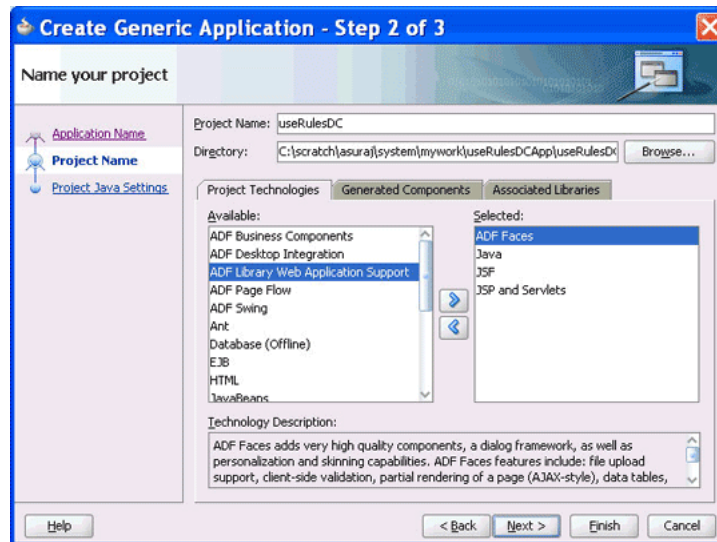 Create Generic Application - Step 2 of 3
Name your project
Application Name
Project Name
Project Java Settings
Project Name: useRulesDC
Directory: C:\scratch\asuraj\system\mywork\useRulesDCApp\useRulesDC Browse...
Project Technologies Generated Components Associated Libraries
Available:
ADF Business Components
ADF Desktop Integration
ADF Library Web Application Support
ADF Page Flow
ADF Swing
Ant
Database (Offline)
EJB
HTML
JavaBeans
Selected:
ADF Faces
Java
JSF
JSP and Servlets
Technology Description:
ADF Faces adds very high quality components, a dialog framework, as well as
personalization and skinning capabilities. ADF Faces features include: file upload
support, client-side validation, partial rendering of a page (AJAX-style), data tables,
Help < Back Next > Finish Cancel